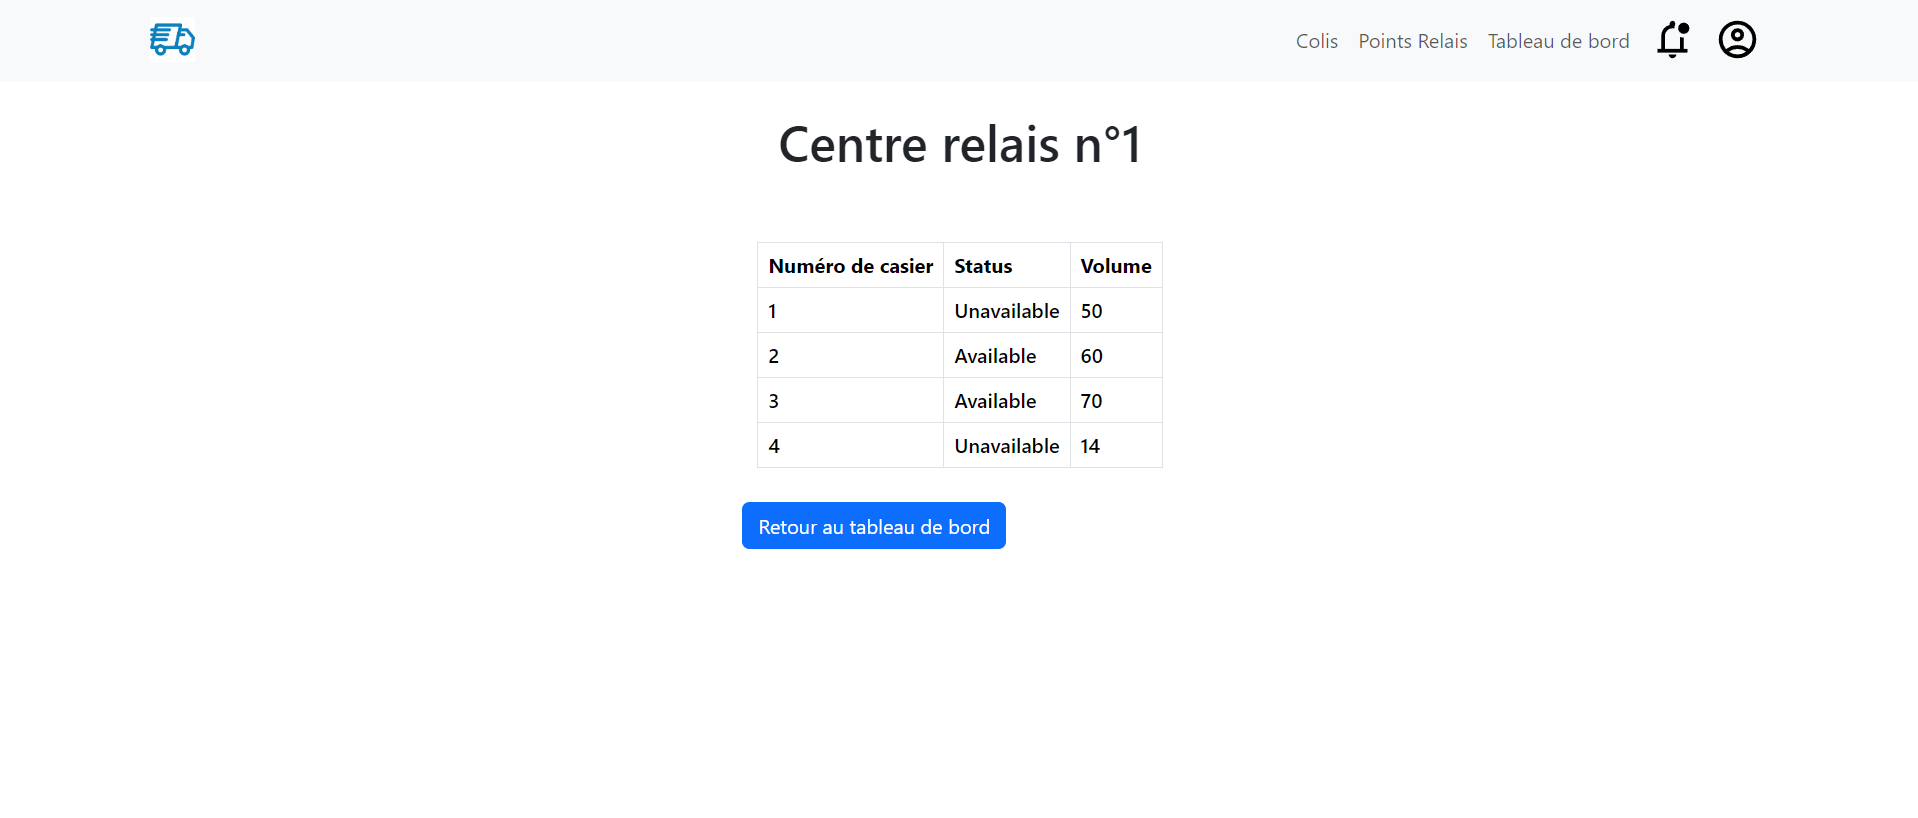 Colis Points Relais Tableau de bord
Centre relais n°1
Numéro de casier Status Volume
1 Unavailable 50
2 Available 60
3 Available 70
4 Unavailable 14
Retour au tableau de bord